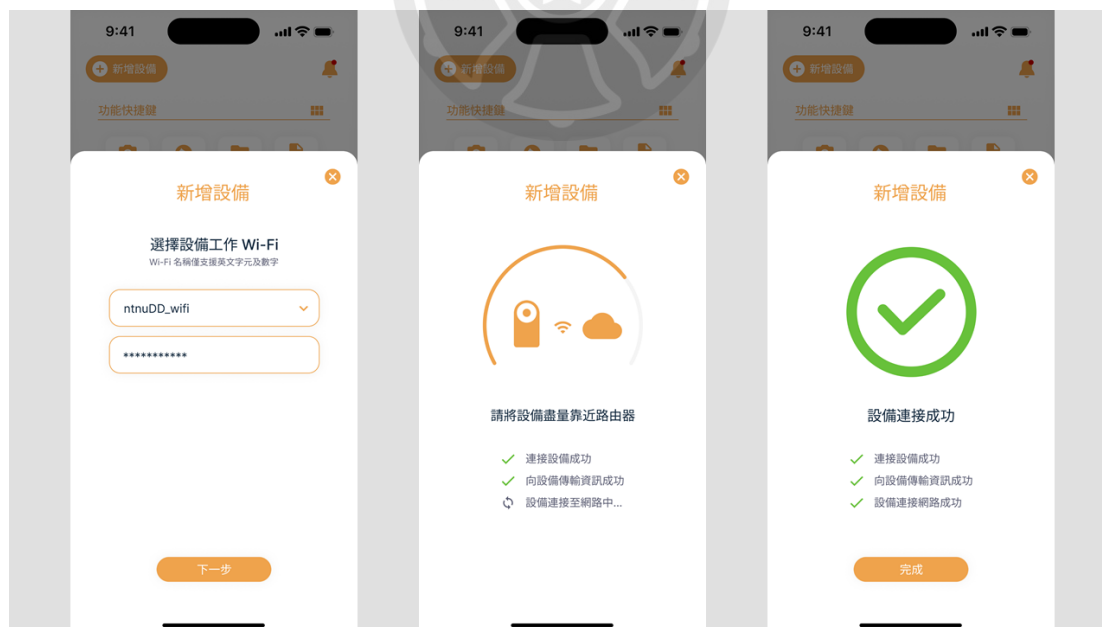 9:41
新增設備
功能快捷鍵
新增設備
選擇設備工作 Wi-Fi
Wi-Fi 名稱僅支援英文字元及數字
ntnuDD_wifi
***********
下一步
9:41
新增設備
功能快捷鍵
新增設備
請將設備盡量靠近路由器
連接設備成功
向設備傳輸資訊成功
設備連接至網路中...
9:41
新增設備
功能快捷鍵
新增設備
設備連接成功
連接設備成功
向設備傳輸資訊成功
設備連接網路成功
完成